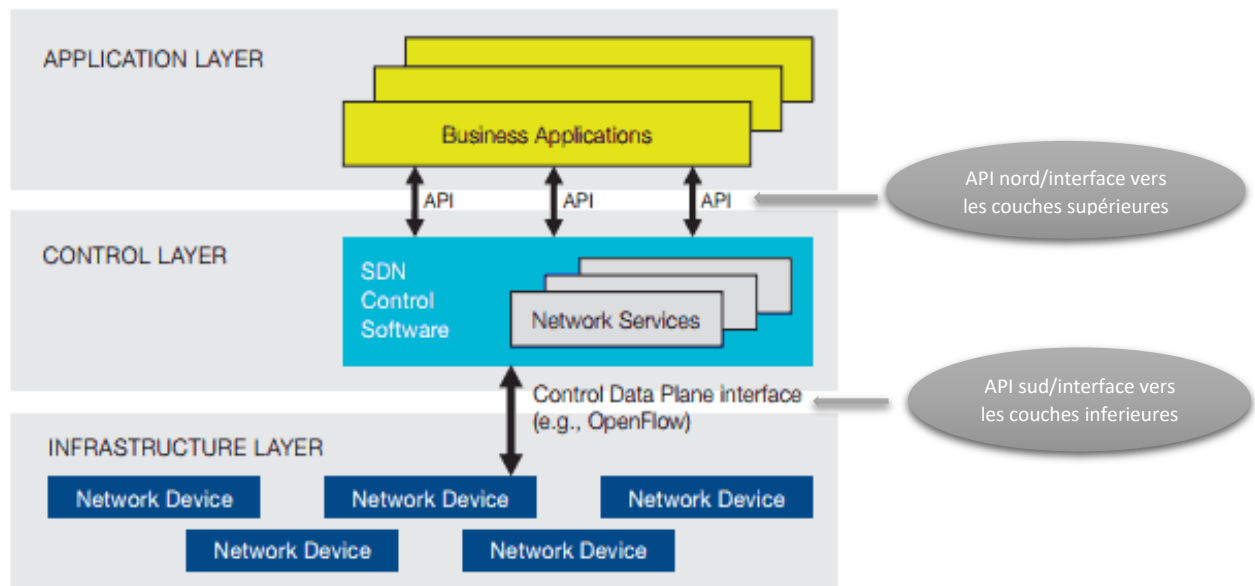 APPLICATION LAYER
Business Applications
API
API
API
API nord/interface vers
les couches supérieures
CONTROL LAYER
SDN
Control
Software
Network Services
Control Data Plane interface
(e.g., OpenFlow)
API sud/interface vers
les couches inferieures
INFRASTRUCTURE LAYER
Network Device
Network Device
Network Device
Network Device
Network Device